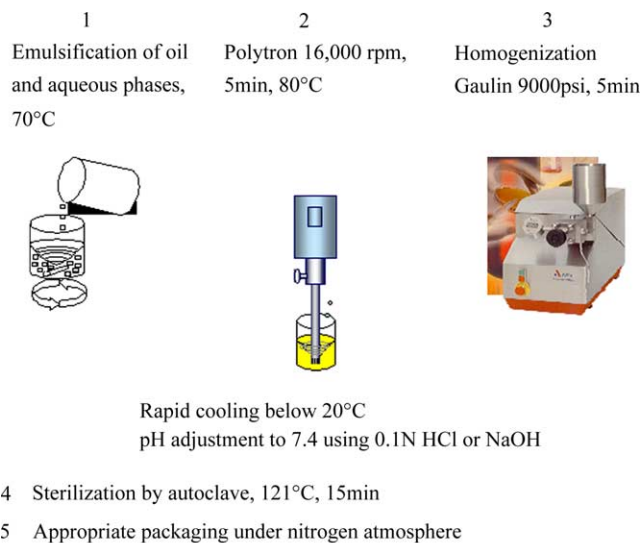 1
Emulsification of oil
and aqueous phases,
70°C
2
Polytron 16,000 rpm,
5min, 80°C
3
Homogenization
Gaulin 9000psi, 5min
Rapid cooling below 20°C
pH adjustment to 7.4 using 0.1N HCl or NaOH
4 Sterilization by autoclave, 121°C, 15min
5 Appropriate packaging under nitrogen atmosphere